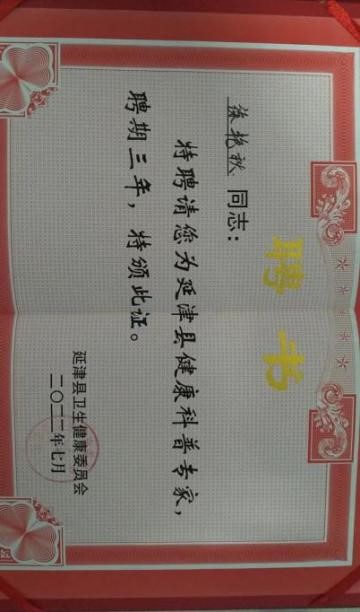 聘书
徐艳秋 同志：
特聘请您为延津县健康科普专家，
聘期三年，特颁此证。
延津县卫生健康委员会
二〇二二年七月